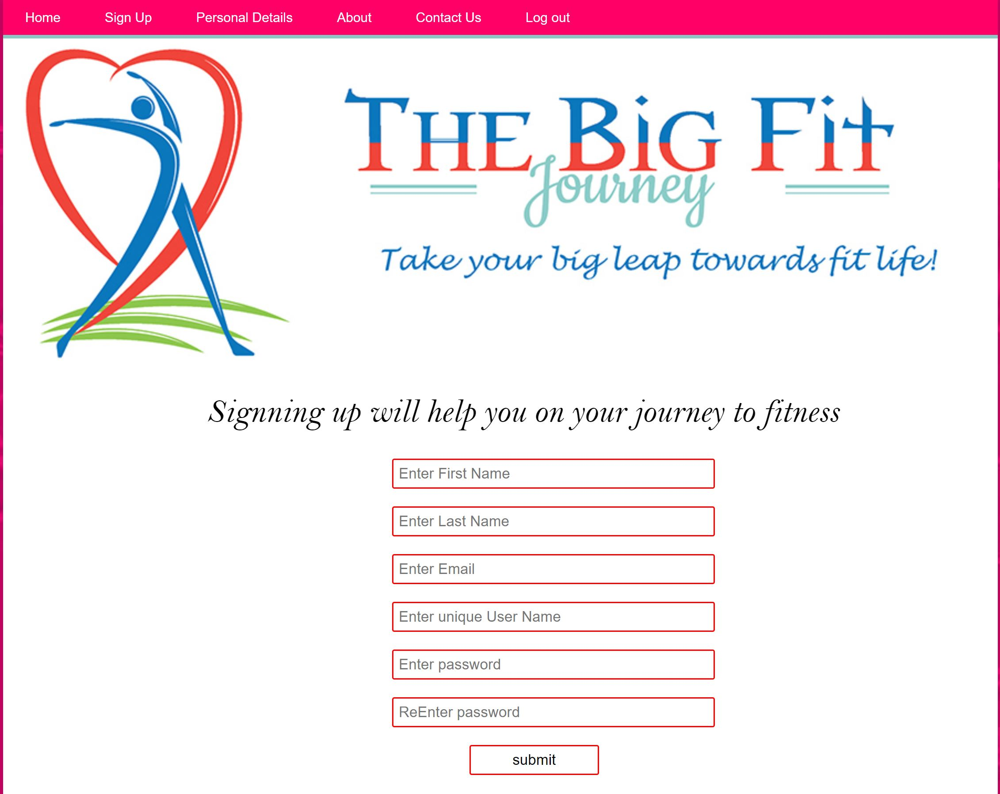 Home Sign Up Personal Details About Contact Us Log out
THE BiG Fit
Journey
Take your big leap towards fit life!
Signning up will help you on your journey to fitness
Enter First Name
Enter Last Name
Enter Email
Enter unique User Name
Enter password
ReEnter password
submit